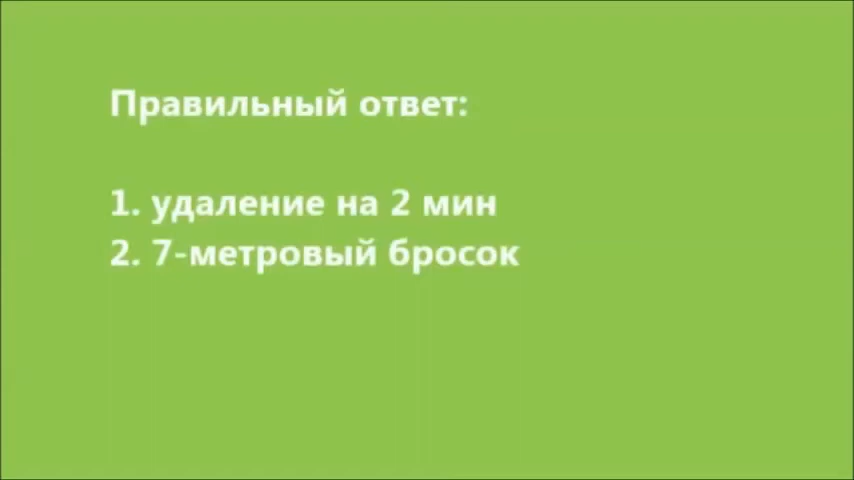 Правильный ответ:
1. удаление на 2 мин
2. 7-метровый бросок